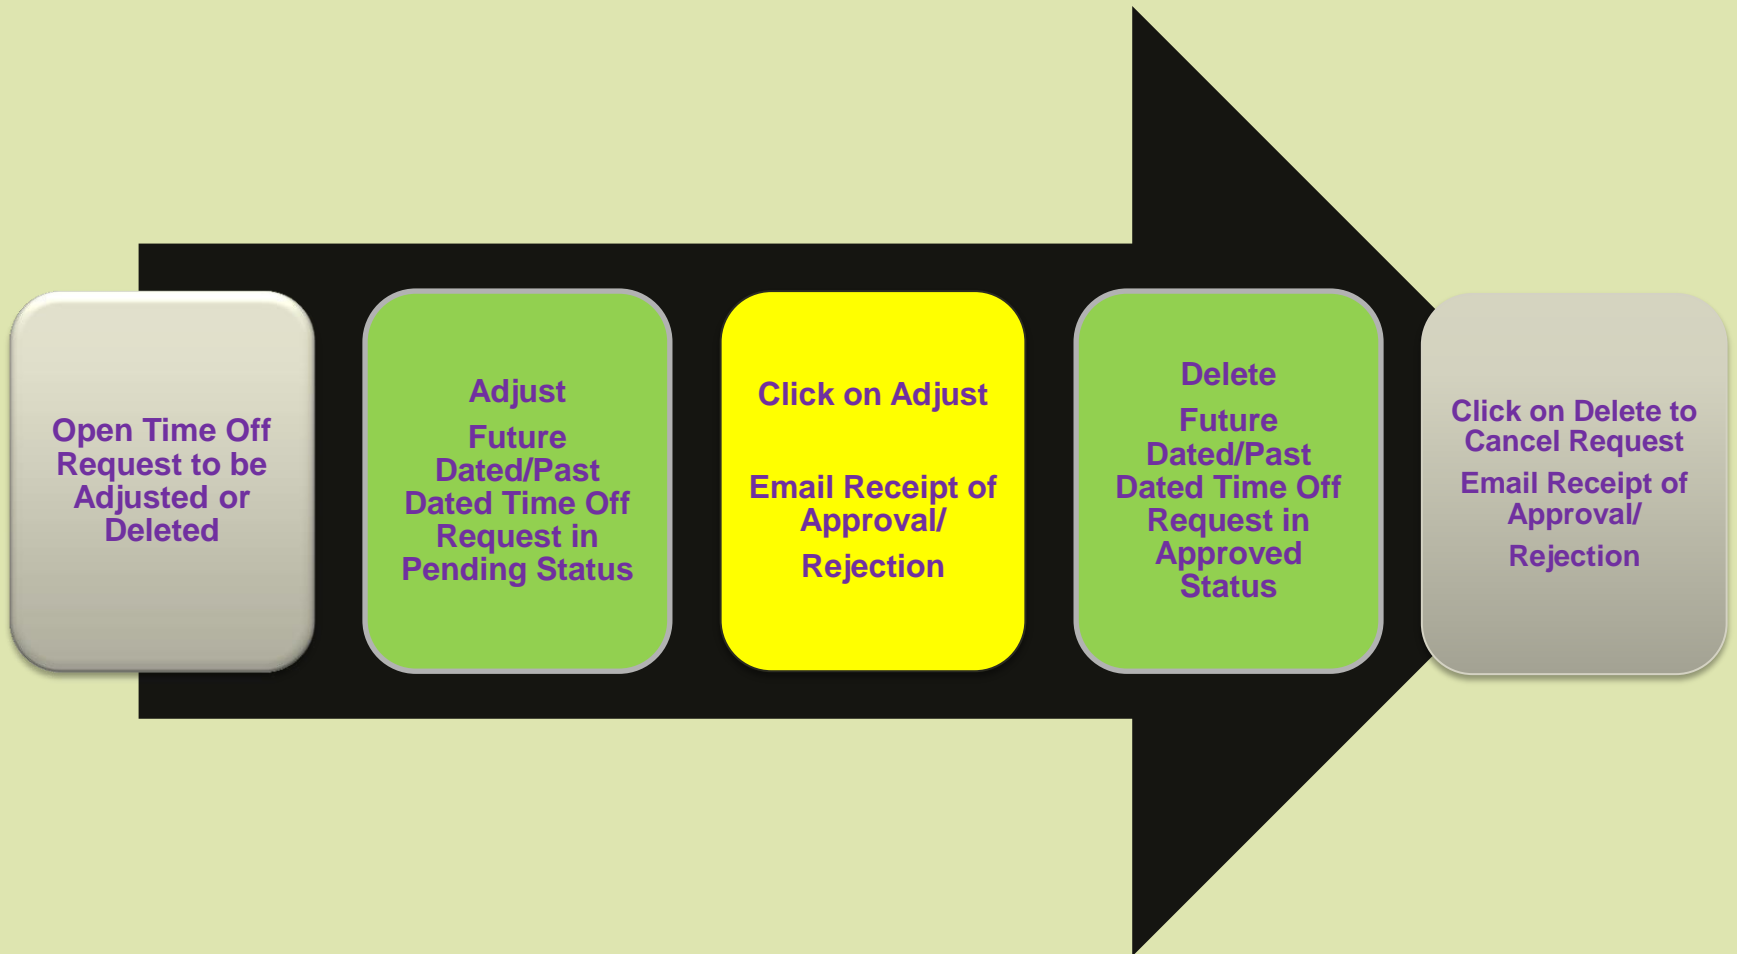 Open Time Off
Request to be
Adjusted or
Deleted
Adjust
Future
Dated/Past
Dated Time Off
Request in
Pending Status
Click on Adjust
Email Receipt of
Approval/
Rejection
Delete
Future
Dated/Past
Dated Time Off
Request in
Approved
Status
Click on Delete to
Cancel Request
Email Receipt of
Approval/
Rejection